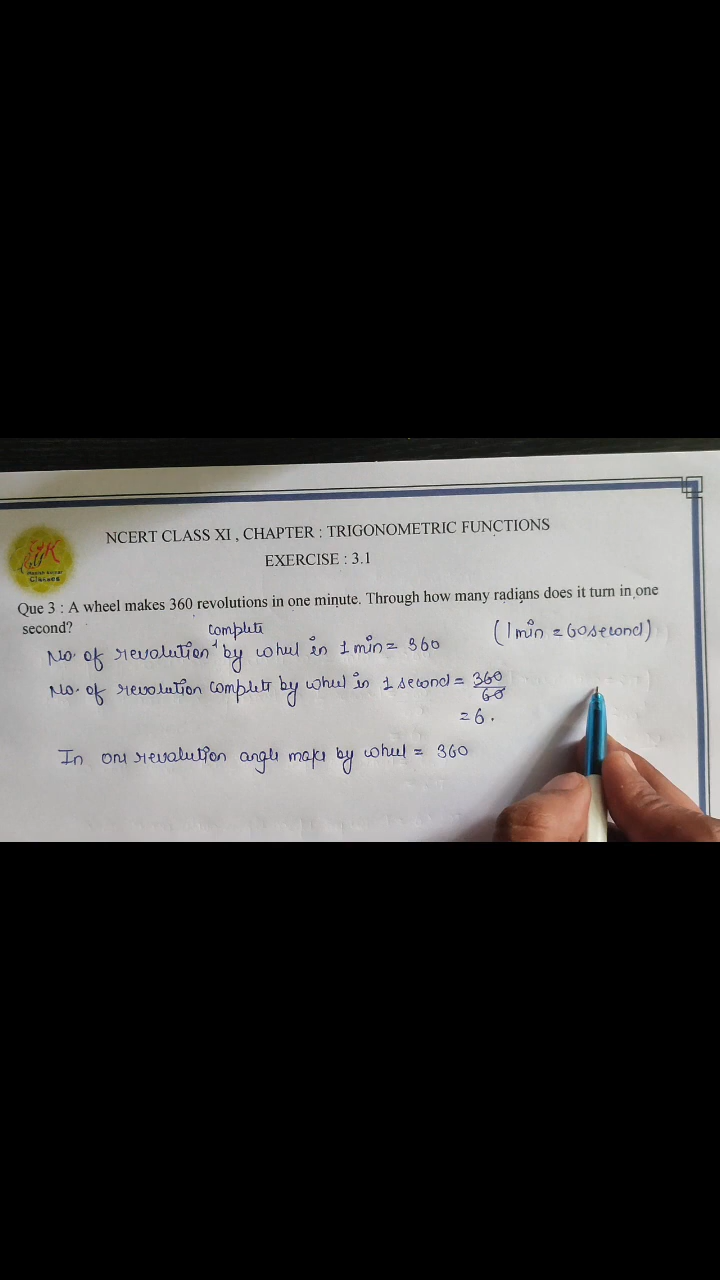 NCERT CLASS XI , CHAPTER : TRIGONOMETRIC FUNCTIONS
EXERCISE : 3.1
Classes
Que 3 : A wheel makes 360 revolutions in one minute. Through how many radians does it turn in one
second?
complete
(1 min = 60 second)
No. of revalution by wheel in 1 min = 360
No. of revolution complete by wheel in 1 second = 360/60
= 6.
In one revalution angle make by wheel = 360